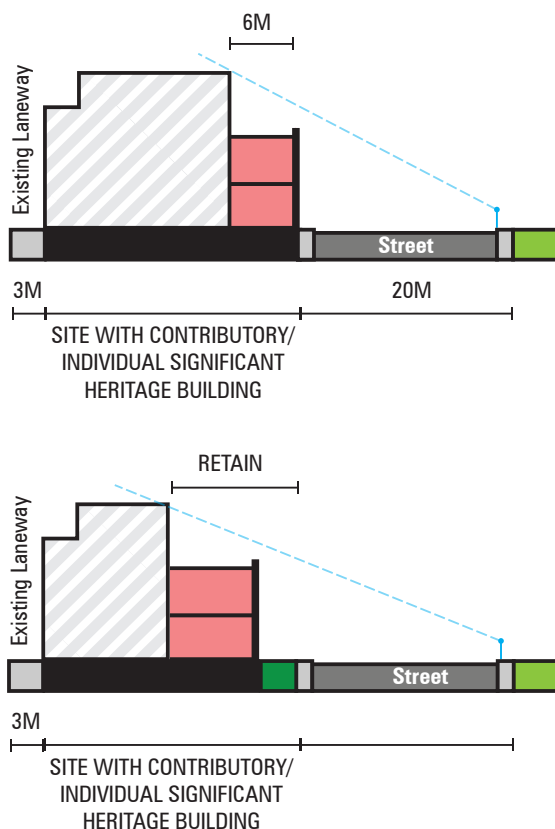 6M
Existing Laneway
Street
3M
20M
SITE WITH CONTRIBUTORY/
INDIVIDUAL SIGNIFICANT
HERITAGE BUILDING
RETAIN
Existing Laneway
Street
3M
SITE WITH CONTRIBUTORY/
INDIVIDUAL SIGNIFICANT
HERITAGE BUILDING